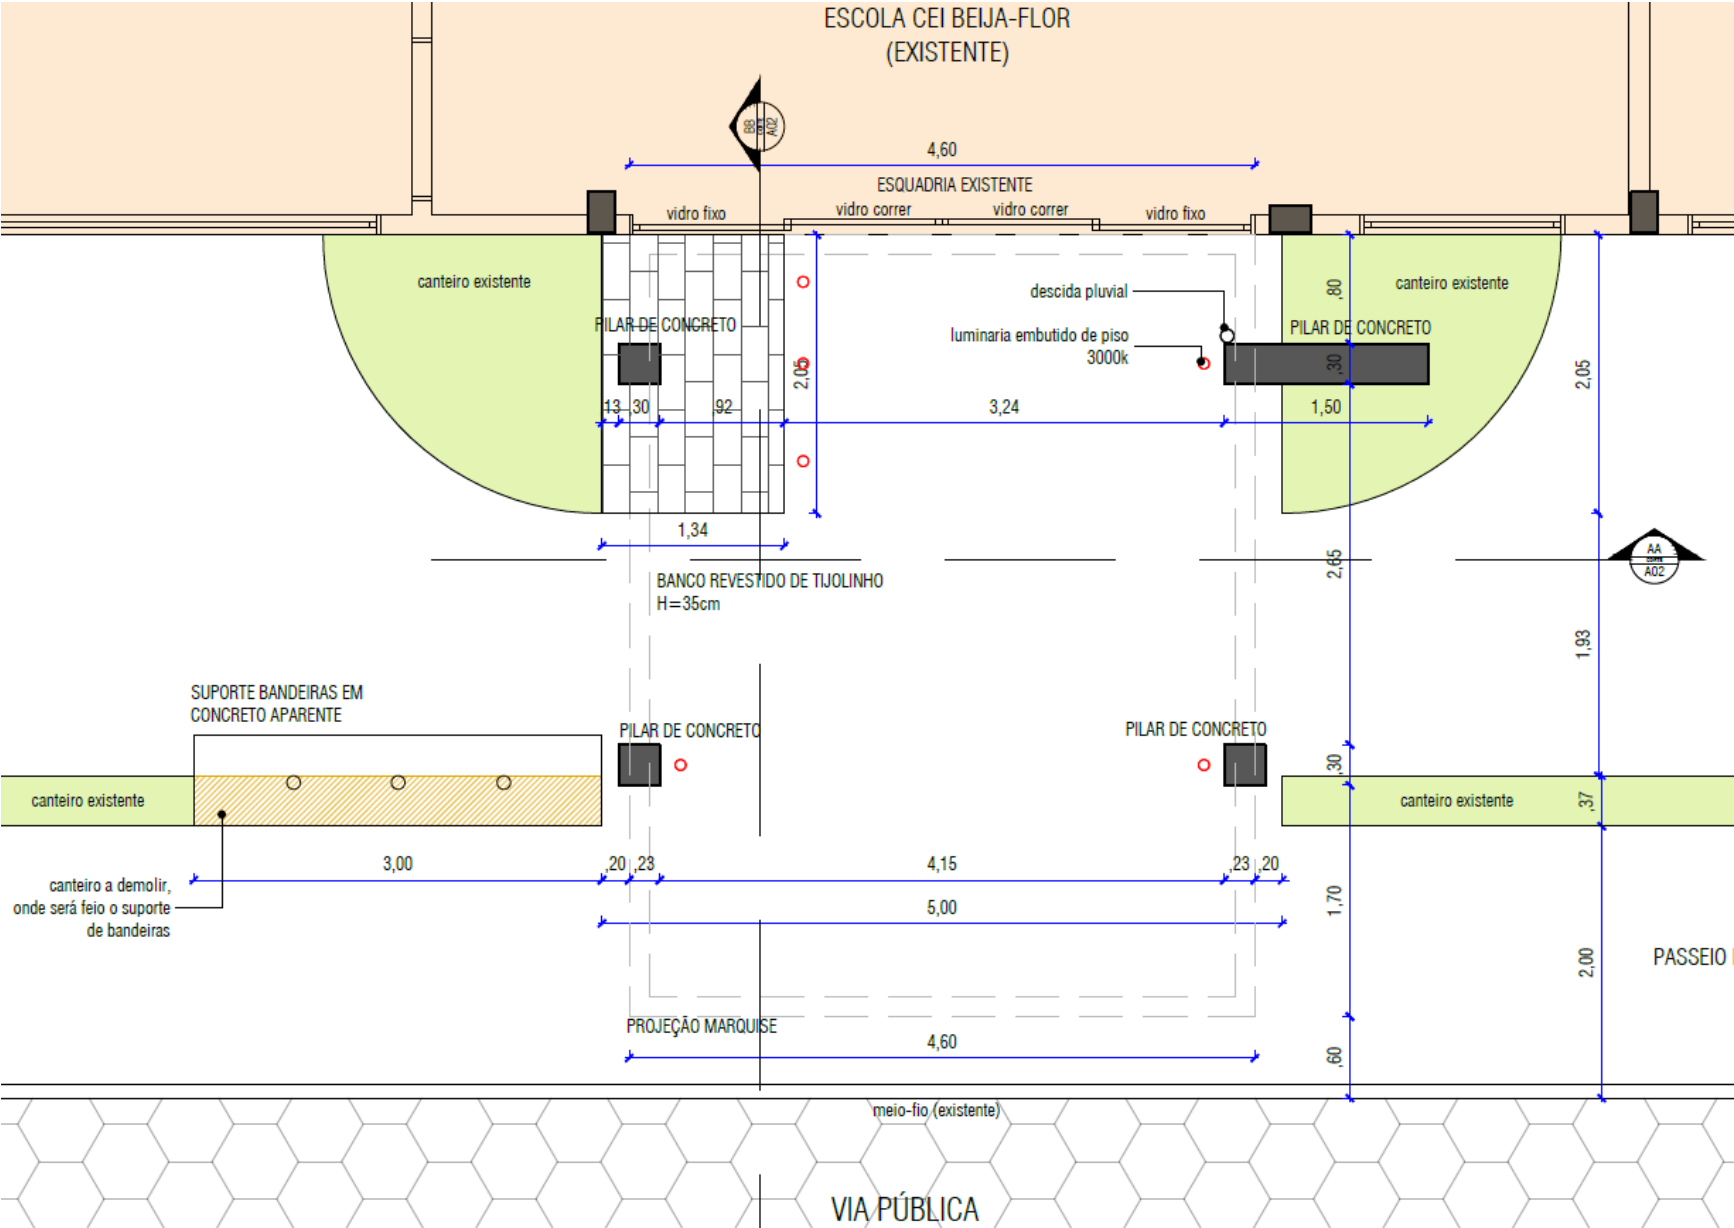 ESCOLA CEI BEIJA-FLOR
(EXISTENTE)
BB
A02
4,60
ESQUADRIA EXISTENTE
vidro fixo
vidro correr
vidro correr
vidro fixo
canteiro existente
descida pluvial
,80
canteiro existente
PILAR DE CONCRETO
luminaria embutido de piso
3000k
PILAR DE CONCRETO
2,05
,30
2,05
,13 ,30 ,92
3,24
1,50
1,34
2,65
AA
A02
BANCO REVESTIDO DE TIJOLINHO
H=35cm
1,93
SUPORTE BANDEIRAS EM
CONCRETO APARENTE
PILAR DE CONCRETO
PILAR DE CONCRETO
,30
canteiro existente
canteiro existente
,37
3,00
,20 ,23
4,15
,23 ,20
canteiro a demolir,
onde será feio o suporte
de bandeiras
5,00
1,70
2,00
PASSEIO
PROJEÇÃO MARQUISE
4,60
,60
meio-fio (existente)
VIA PÚBLICA